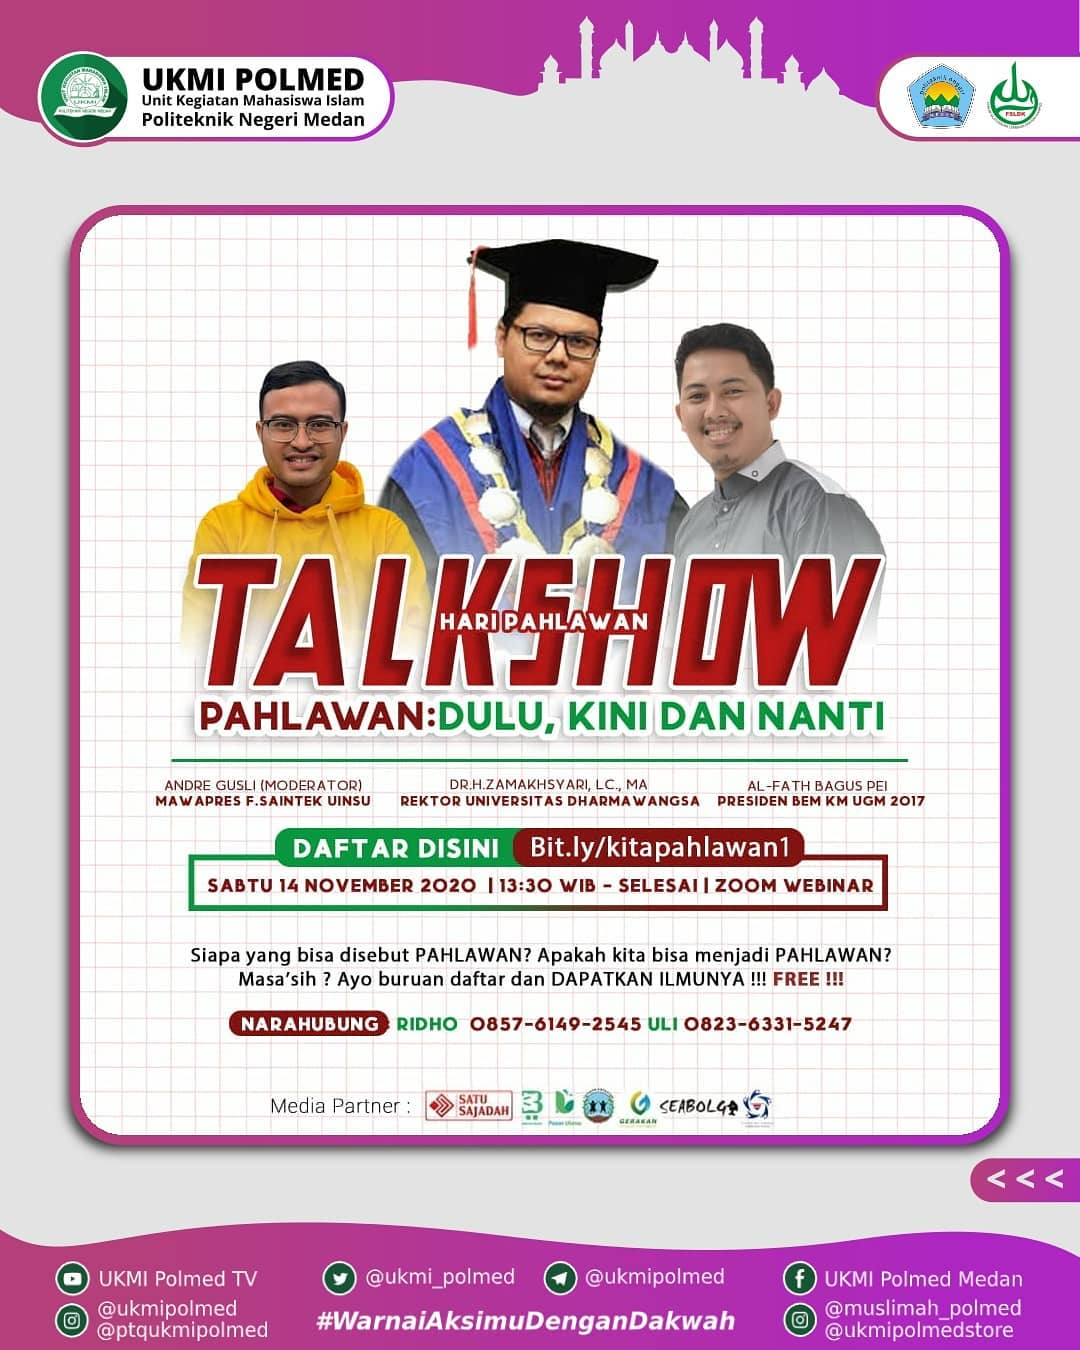 UKMI POLMED
Unit Kegiatan Mahasiswa Islam
Politeknik Negeri Medan
UKMI
FSLDK
TALKSHOW
HARI PAHLAWAN
PAHLAWAN:DULU, KINI DAN NANTI
ANDRE GUSLI (MODERATOR)
MAWAPRES F.SAINTEK UINSU
DR.H.ZAMAKHSYARI, LC., MA
REKTOR UNIVERSITAS DHARMAWANGSA
AL-FATH BAGUS PEI
PRESIDEN BEM KM UGM 2017
DAFTAR DISINI Bit.ly/kitapahlawan1
SABTU 14 NOVEMBER 2020 | 13:30 WIB - SELESAI | ZOOM WEBINAR
Siapa yang bisa disebut PAHLAWAN? Apakah kita bisa menjadi PAHLAWAN?
Masa'sih ? Ayo buruan daftar dan DAPATKAN ILMUNYA !!! FREE !!!
NARAHUBUNG : RIDHO 0857-6149-2545 ULI 0823-6331-5247
Media Partner :
SATU
SAJADAH
GERAKAN
SEABOLGA
< < <
UKMI Polmed TV
@ukmi_polmed
@ukmipolmed
UKMI Polmed Medan
@ukmipolmed
@ptqukmipolmed
#WarnaiAksimuDenganDakwah
@muslimah_polmed
@ukmipolmedstore